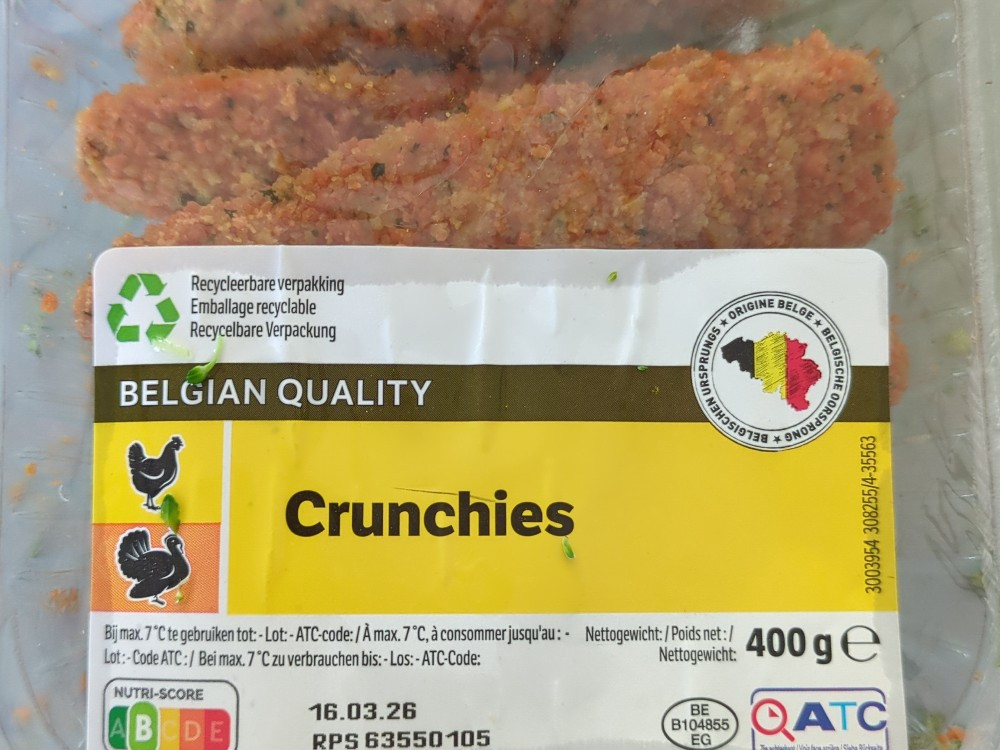 Recycleerbare verpakking
Emballage recyclable
Recycelbare Verpackung
ORIGINE BELGE ★ BELGISCHE OORSPRONG ★ BELGISCHEN URSPRUNGS ★
BELGIAN QUALITY
Crunchies
3003954 308255/4-35563
Bij max. 7°C te gebruiken tot: - Lot: - ATC-code: / À max. 7°C, à consommer jusqu'au : -
Lot : - Code ATC : / Bei max. 7°C zu verbrauchen bis: - Los: - ATC-Code:
Nettogewicht: / Poids net : /
Nettogewicht:
400 g ℮
NUTRI-SCORE
A B C D E
16.03.26
RPS 63550105
BE
B104855
EG
ATC